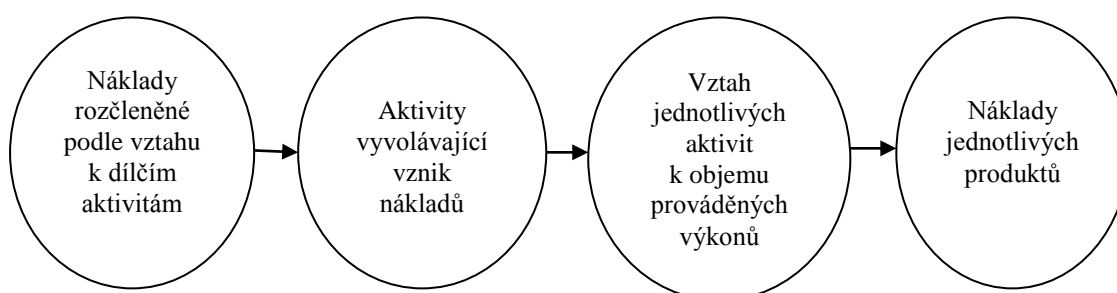 Náklady
rozčleněné
podle vztahu
k dílčím
aktivitám
Aktivity
vyvolávající
vznik
nákladů
Vztah
jednotlivých
aktivit
k objemu
prováděných
výkonů
Náklady
jednotlivých
produktů